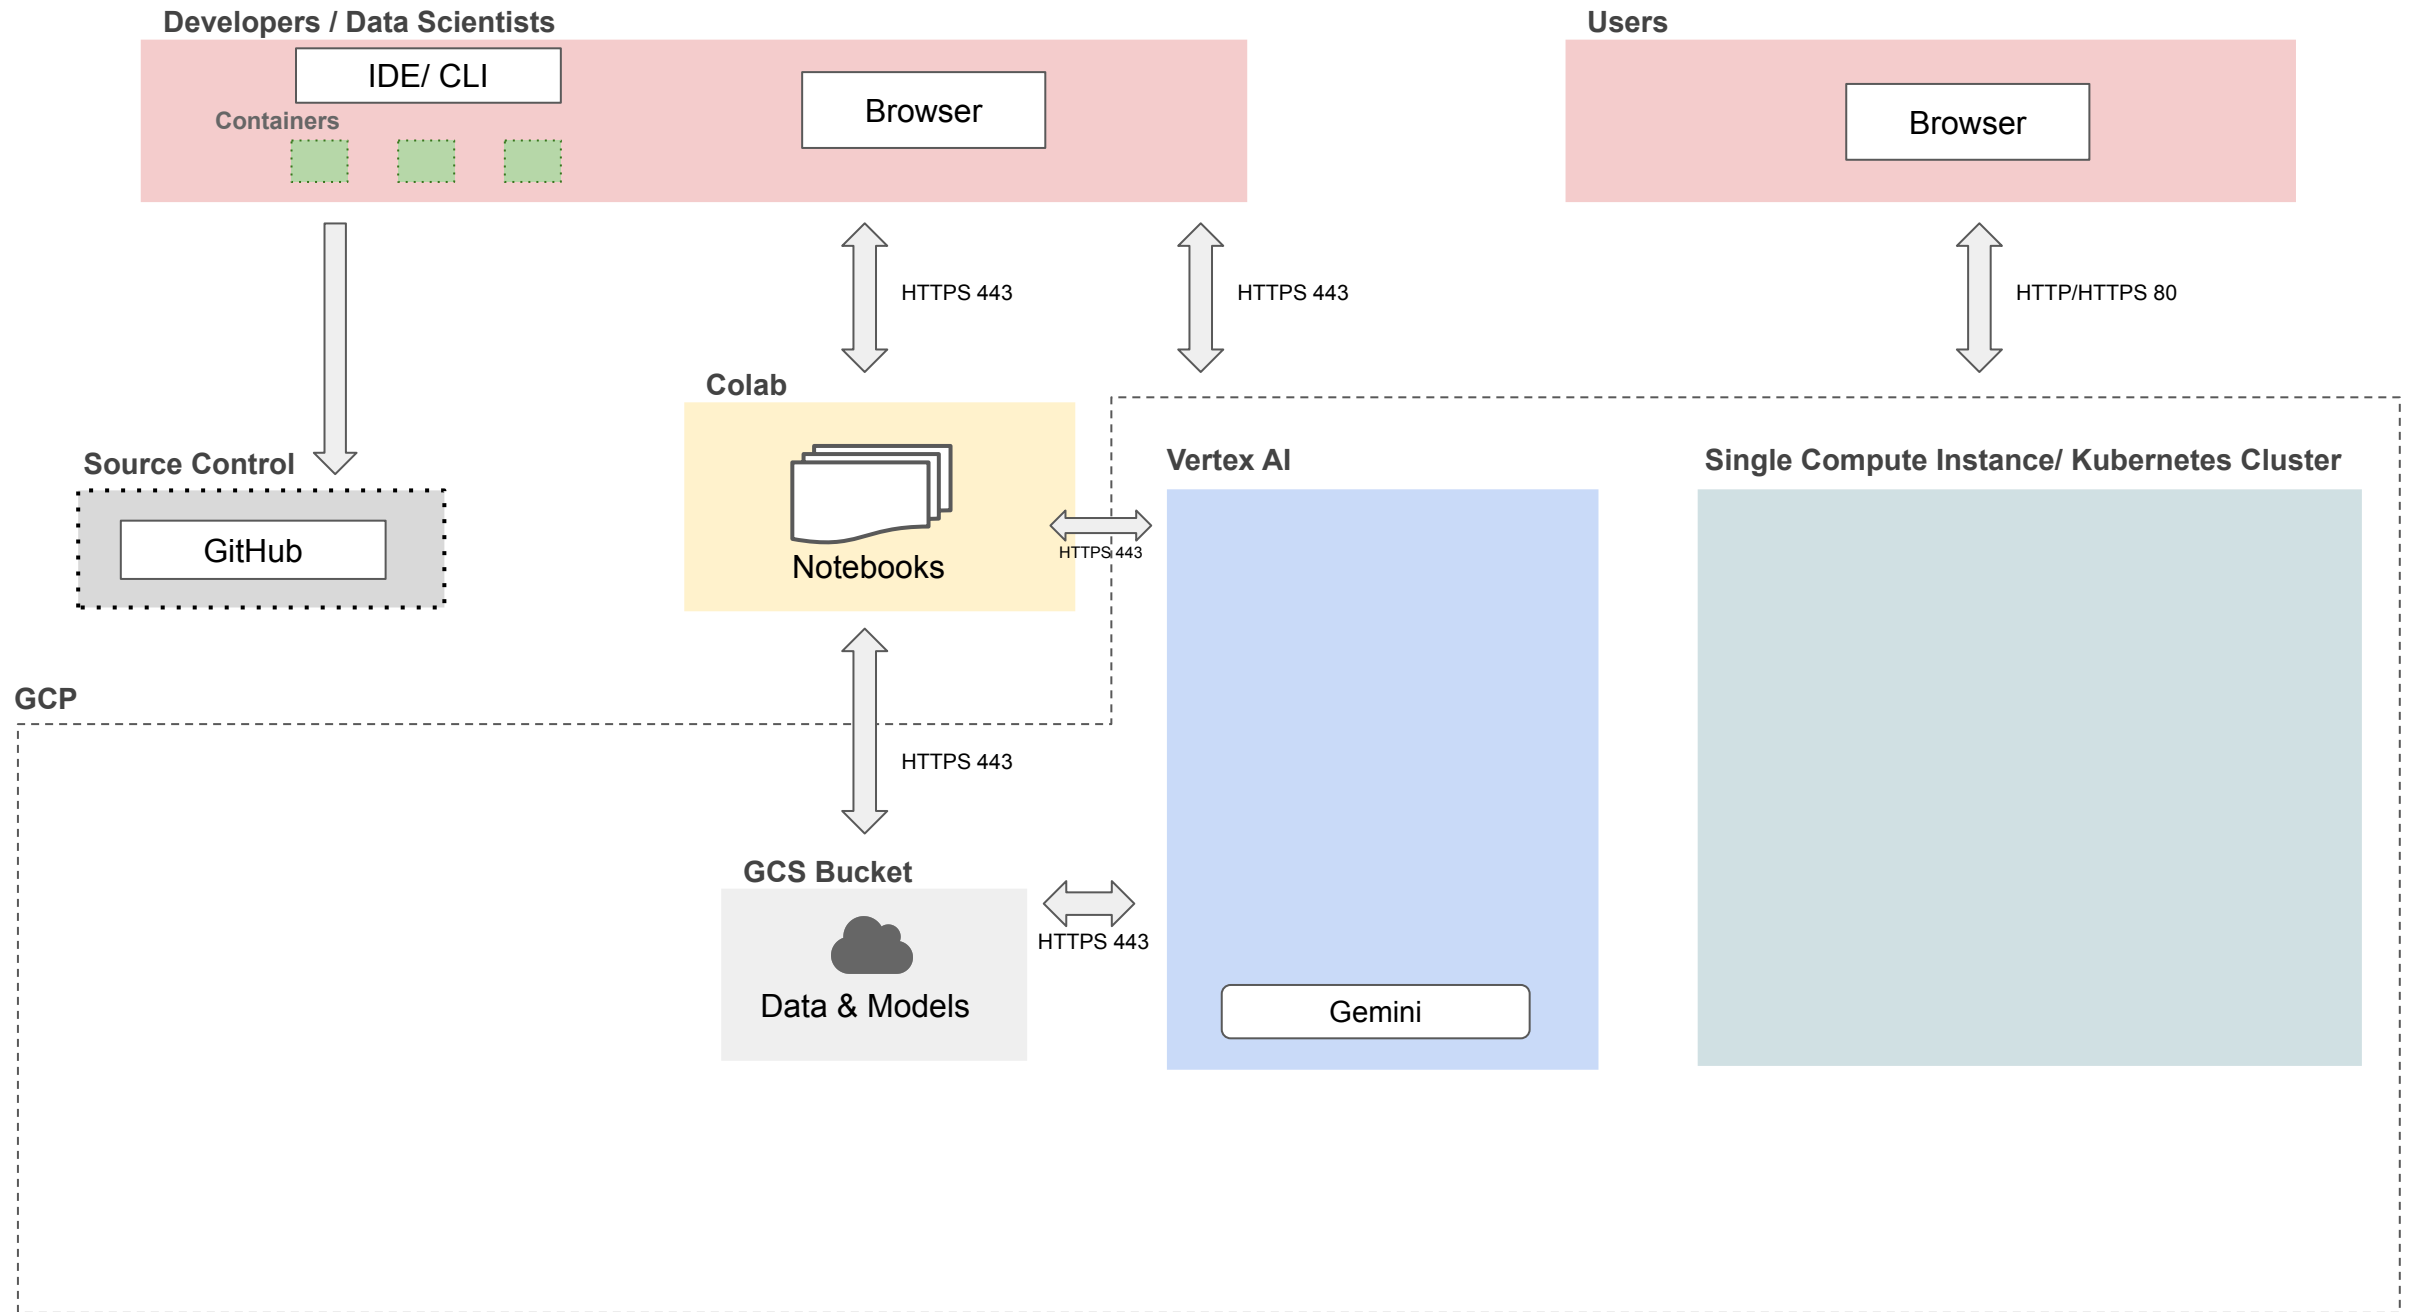 Developers / Data Scientists
Users
IDE/ CLI
Browser
Browser
Containers
HTTPS 443
HTTPS 443
HTTP/HTTPS 80
Colab
Source Control
Vertex AI
Single Compute Instance/ Kubernetes Cluster
GitHub
Notebooks
HTTPS 443
GCP
HTTPS 443
GCS Bucket
HTTPS 443
Data & Models
Gemini